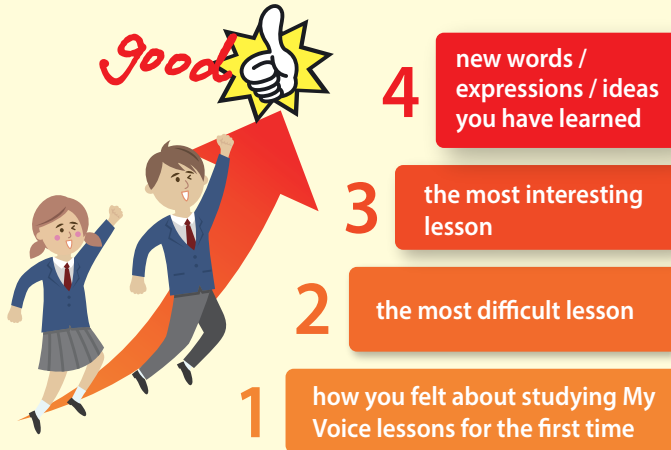 good
4
new words /
expressions / ideas
you have learned
3
the most interesting
lesson
2
the most difficult lesson
1
how you felt about studying My
Voice lessons for the first time